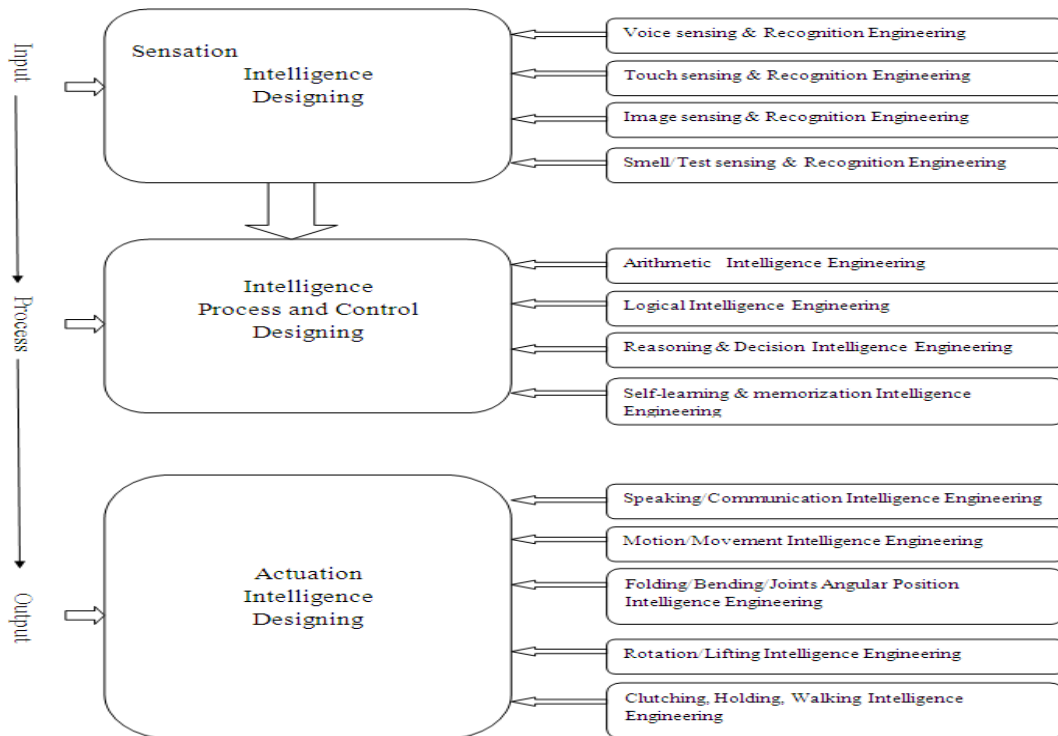 Input
Process
Output
Sensation
Intelligence
Designing
Voice sensing & Recognition Engineering
Touch sensing & Recognition Engineering
Image sensing & Recognition Engineering
Smell/Test sensing & Recognition Engineering
Intelligence
Process and Control
Designing
Arithmetic Intelligence Engineering
Logical Intelligence Engineering
Reasoning & Decision Intelligence Engineering
Self-learning & memorization Intelligence
Engineering
Actuation
Intelligence
Designing
Speaking/Communication Intelligence Engineering
Motion/Movement Intelligence Engineering
Folding/Bending/Joints Angular Position
Intelligence Engineering
Rotation/Lifting Intelligence Engineering
Clutching, Holding, Walking Intelligence
Engineering